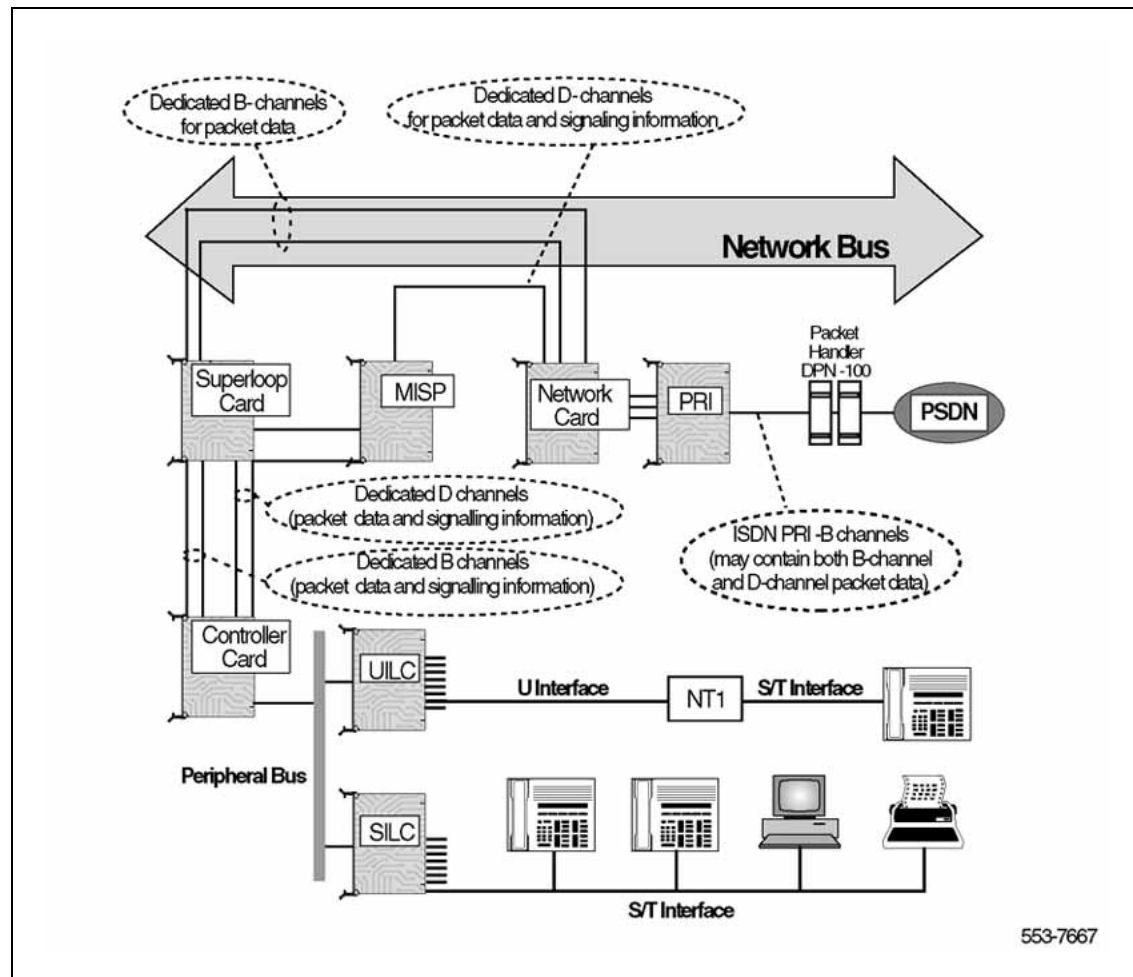 Dedicated B- channels
for packet data
Dedicated D- channels
for packet data and signaling information
Network Bus
Packet
Handler
DPN -100
Superloop
Card
MISP
Network
Card
PRI
PSDN
Dedicated D channels
(packet data and signalling information)
Dedicated B channels
(packet data and signalling information)
ISDN PRI -B channels
(may contain both B-channel
and D-channel packet data)
Controller
Card
UILC
U Interface
NT1
S/T Interface
Peripheral Bus
SILC
S/T Interface
553-7667